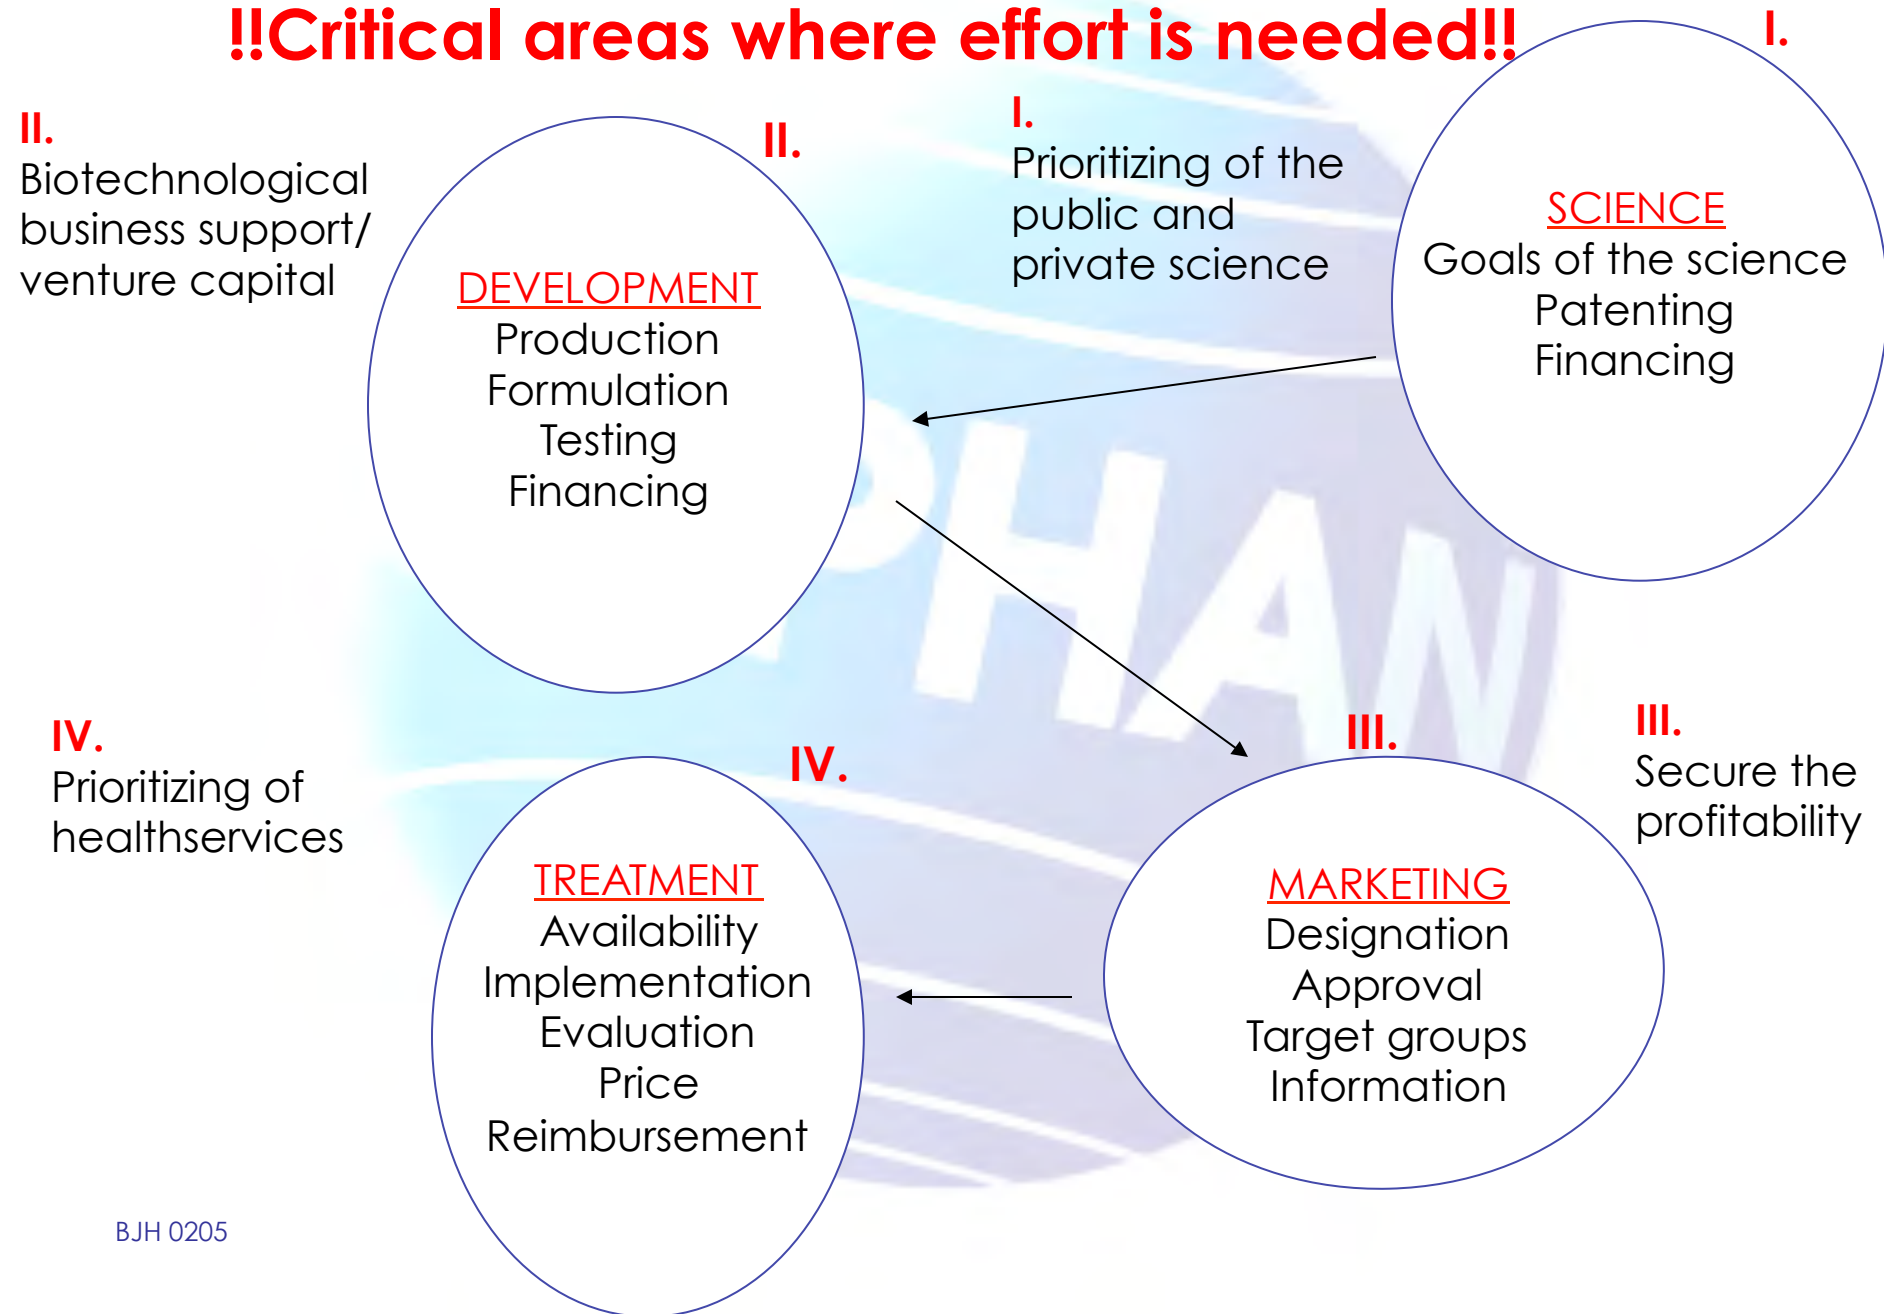 !!Critical areas where effort is needed!!
I.
I.
Prioritizing of the
public and
private science
SCIENCE
Goals of the science
Patenting
Financing
II.
Biotechnological
business support/
venture capital
II.
DEVELOPMENT
Production
Formulation
Testing
Financing
III.
III.
Secure the
profitability
MARKETING
Designation
Approval
Target groups
Information
IV.
Prioritizing of
healthservices
IV.
TREATMENT
Availability
Implementation
Evaluation
Price
Reimbursement
PHAN
BJH 0205